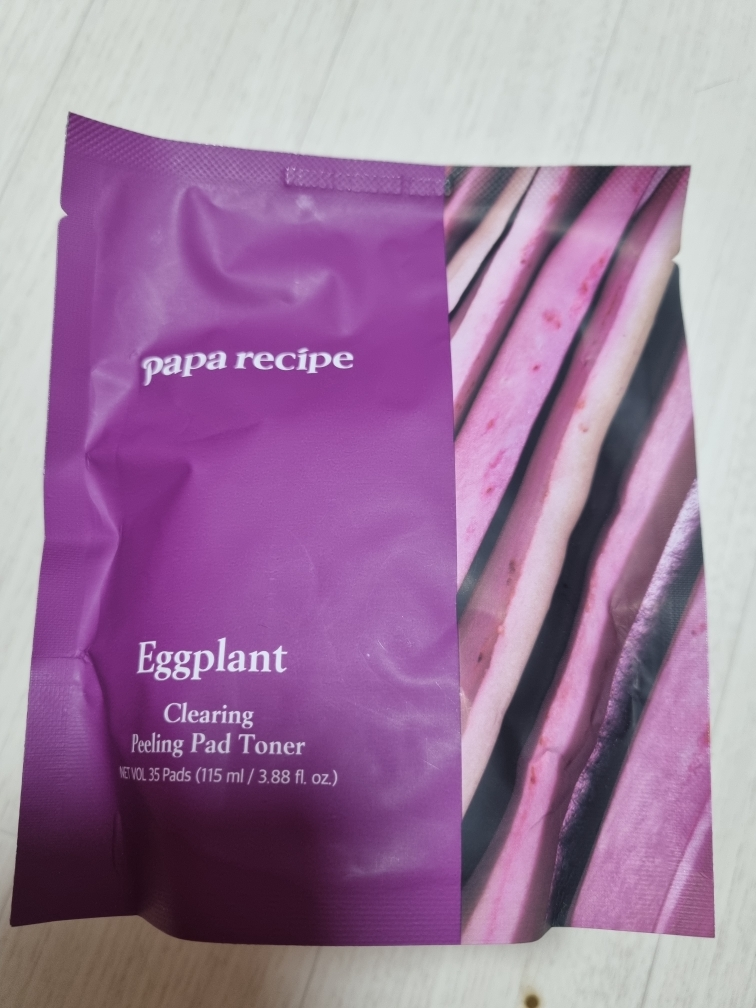 papa recipe
Eggplant
Clearing
Peeling Pad Toner
NET VOL 35 Pads (115 ml / 3.88 fl. oz.)